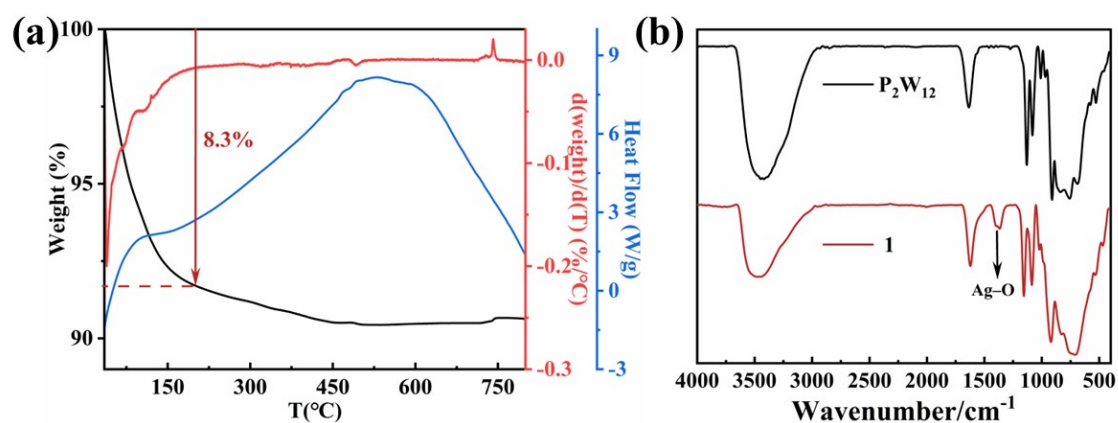 (a)
100
95
90
Weight (%)
8.3%
150
300
450
600
750
T(°C)
0.0
-0.1
-0.2
-0.3
d(weight)/d(T) (%/°C)
9
6
3
0
-3
Heat Flow (W/g)
(b)
P₂W₁₂
1
Ag–O
4000 3500 3000 2500 2000 1500 1000 500
Wavenumber/cm⁻¹